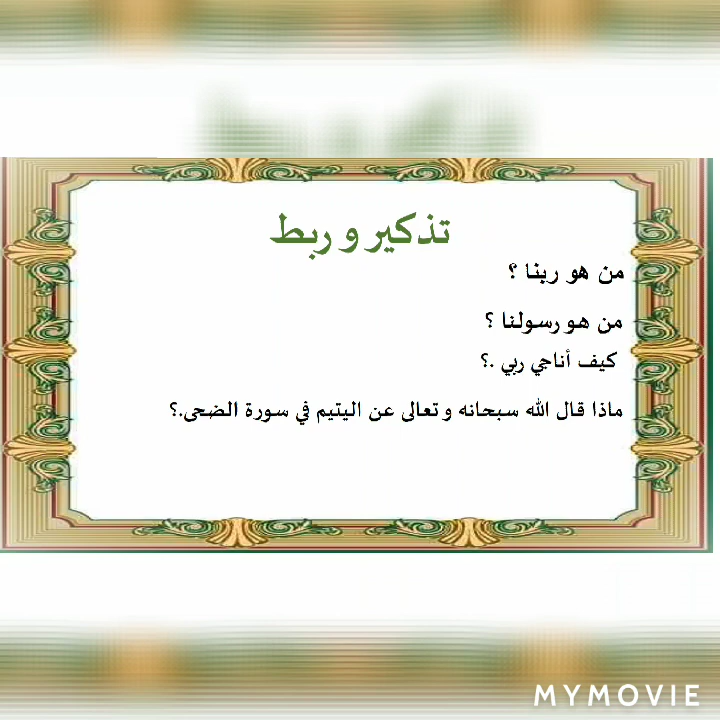 تذكير و ربط
من هو ربنا ؟
من هو رسولنا ؟
كيف أناجي ربي .؟
ماذا قال الله سبحانه و تعالى عن اليتيم في سورة الضحى.؟
MYMOVIE